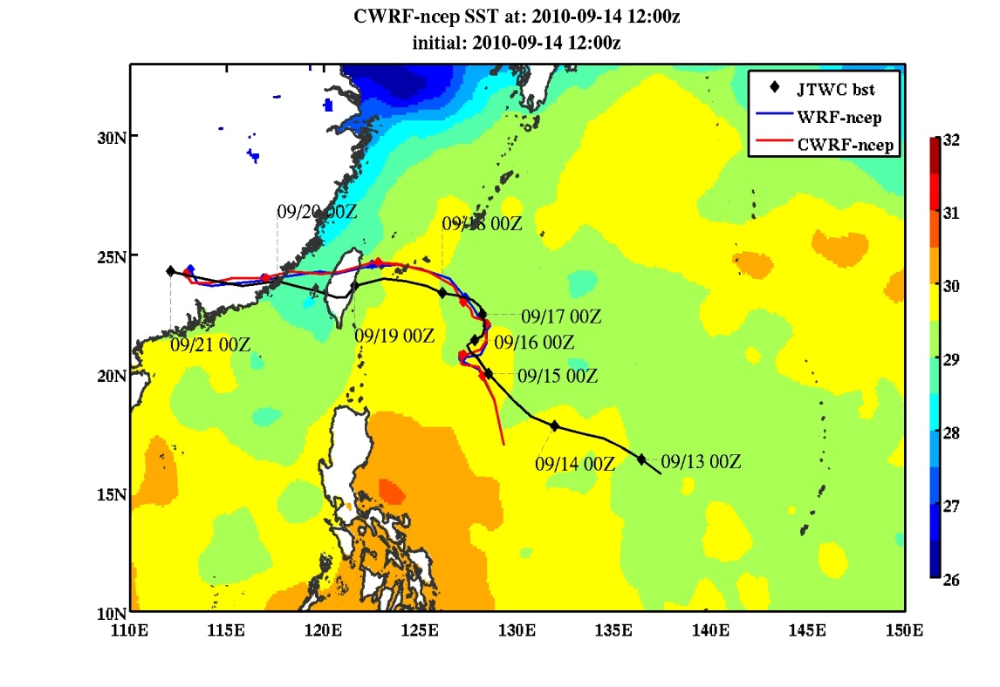 CWRF-ncep SST at: 2010-09-14 12:00z
initial: 2010-09-14 12:00z
JTWC bst
WRF-ncep
CWRF-ncep
30N
25N
20N
15N
10N
110E
115E
120E
125E
130E
135E
140E
145E
150E
09/20 00Z
09/18 00Z
09/17 00Z
09/16 00Z
09/15 00Z
09/19 00Z
09/21 00Z
09/14 00Z
09/13 00Z
32
31
30
29
28
27
26